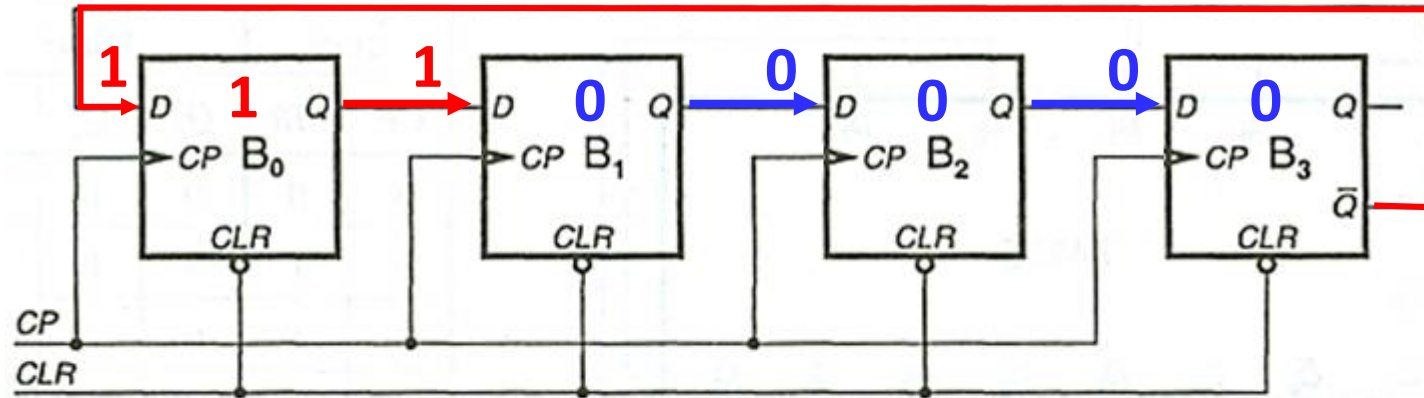 1 1 1 0 0 0 0 0
D Q D Q D Q D Q
CP B₀ CP B₁ CP B₂ CP B₃
Q̅
CLR CLR CLR CLR
CP
CLR